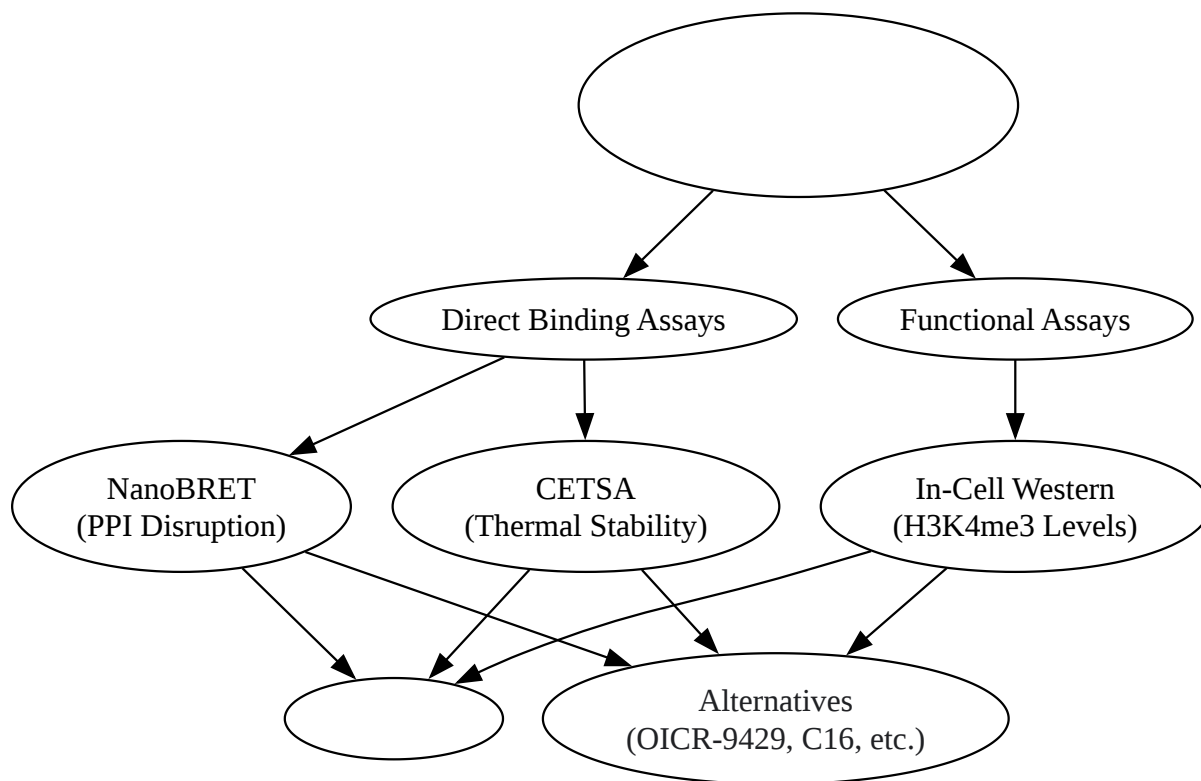 Direct Binding Assays
Functional Assays
NanoBRET
(PPI Disruption)
CETSA
(Thermal Stability)
In-Cell Western
(H3K4me3 Levels)
Alternatives
(OICR-9429, C16, etc.)